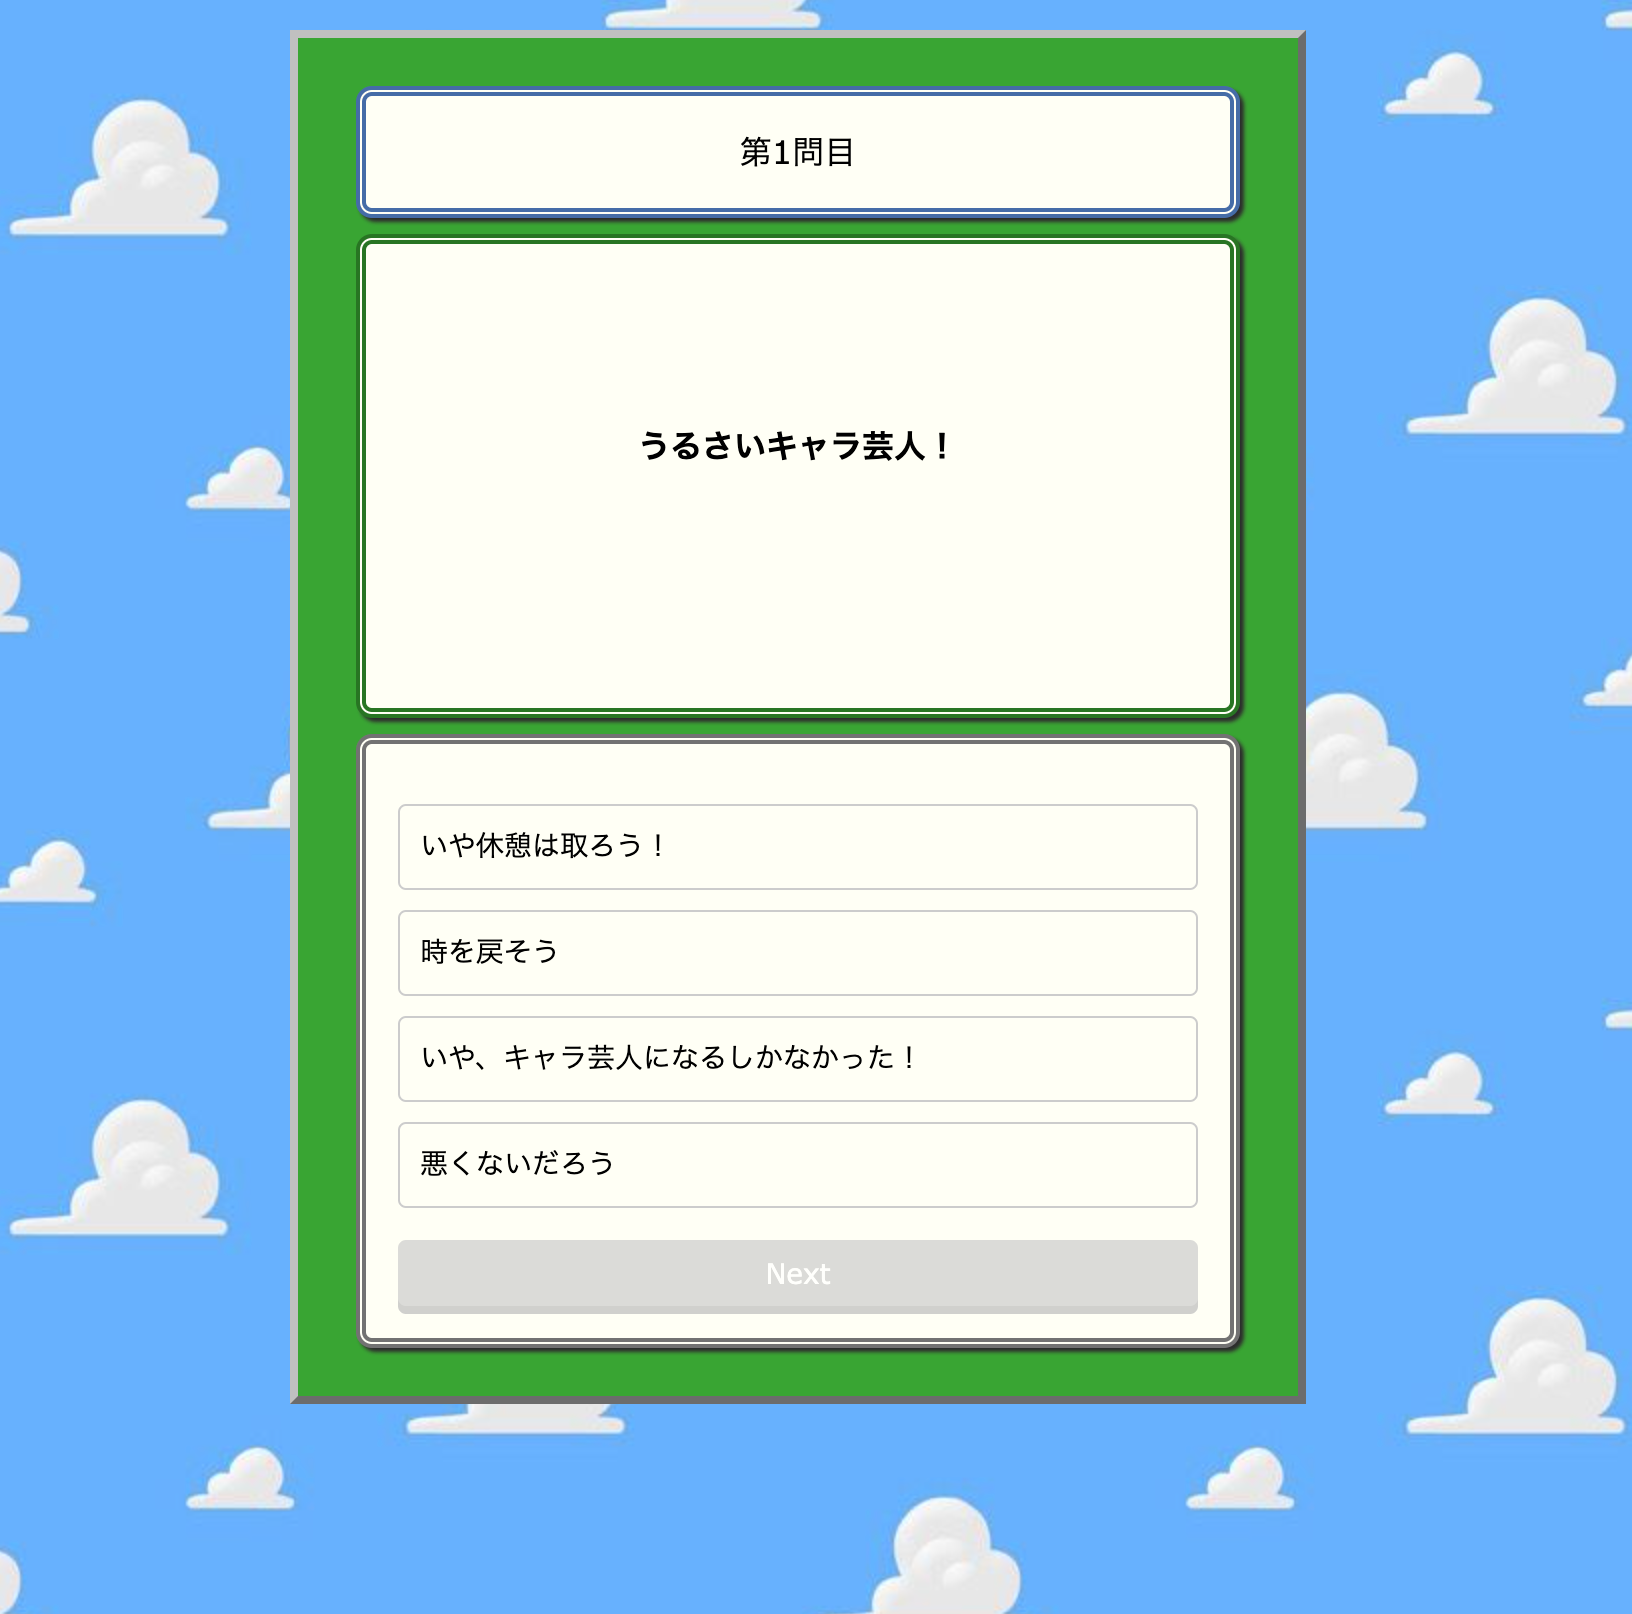 第1問目
うるさいキャラ芸人！
いや休憩は取ろう！
時を戻そう
いや、キャラ芸人になるしかなかった！
悪くないだろう
Next